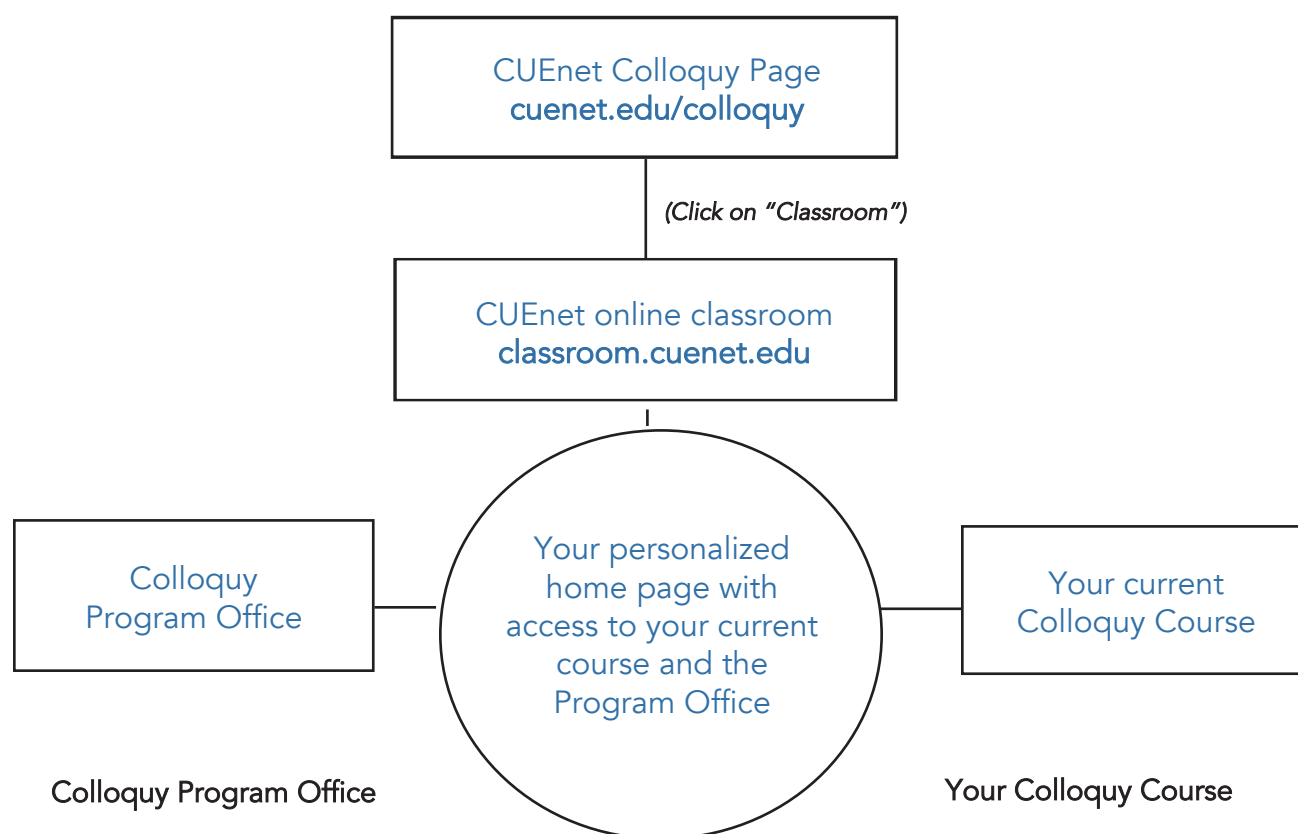 CUEnet Colloquy Page
cuenet.edu/colloquy
(Click on "Classroom")
CUEnet online classroom
classroom.cuenet.edu
Colloquy
Program Office
Your personalized
home page with
access to your current
course and the
Program Office
Your current
Colloquy Course
Colloquy Program Office
Your Colloquy Course